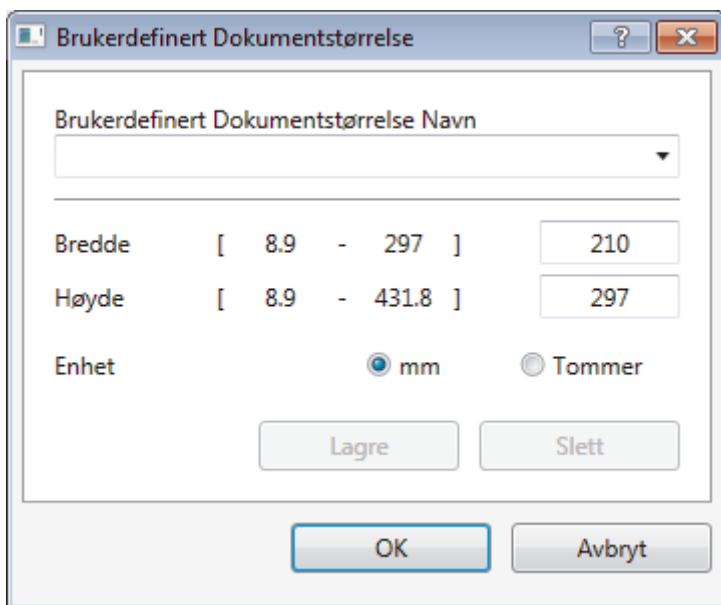 Brukerdefinert Dokumentstørrelse
Brukerdefinert Dokumentstørrelse Navn
Bredde [ 8.9 - 297 ] 210
Høyde [ 8.9 - 431.8 ] 297
Enhet mm Tommer
Lagre Slett
OK Avbryt